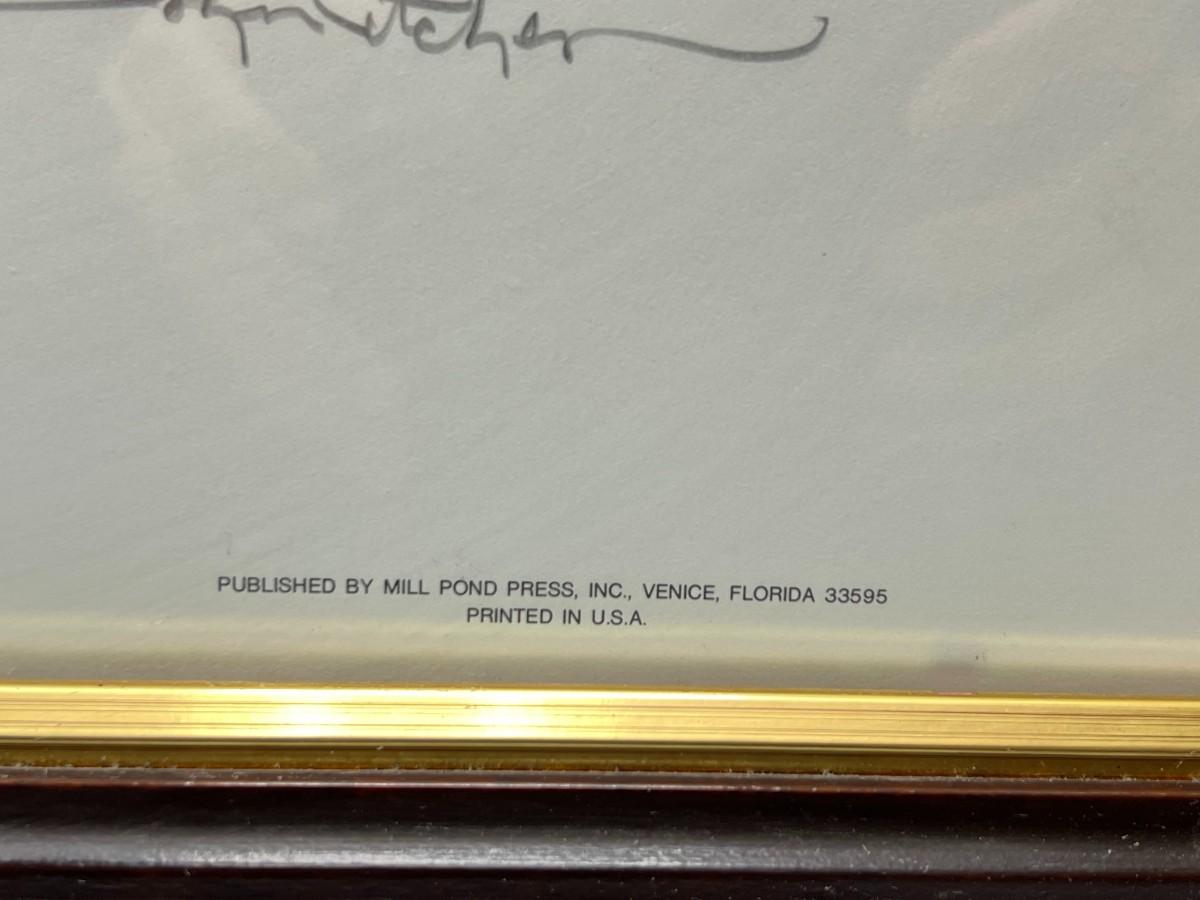 PUBLISHED BY MILL POND PRESS, INC., VENICE, FLORIDA 33595
PRINTED IN U.S.A.